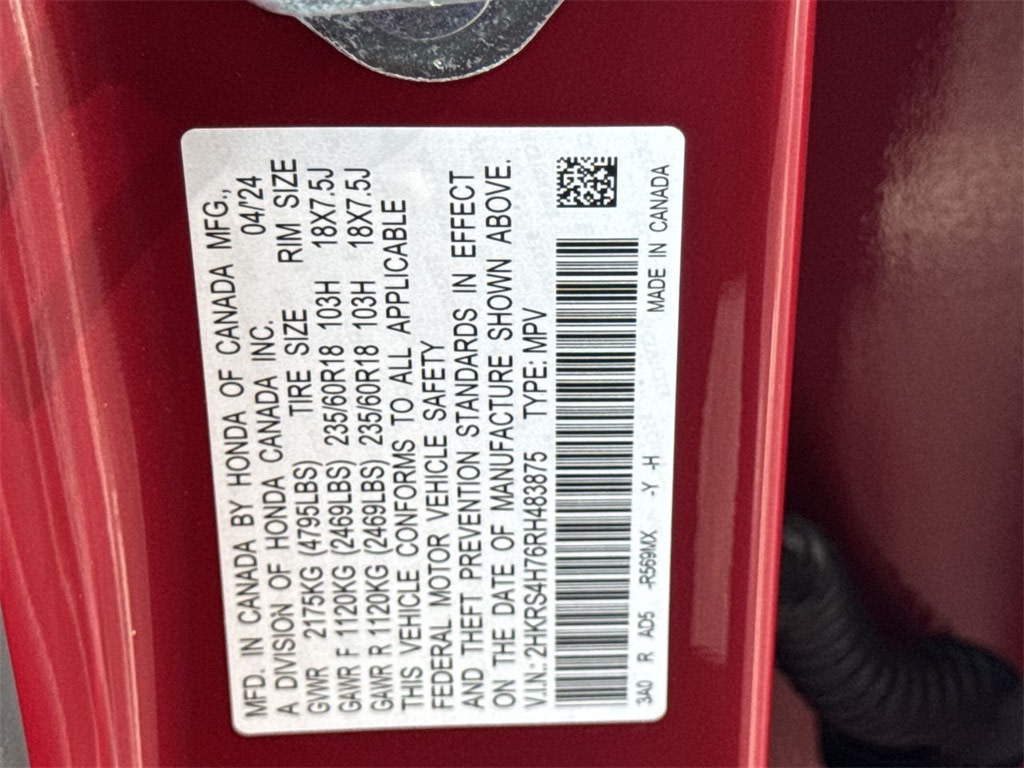 MFD. IN CANADA BY HONDA OF CANADA MFG.,
A DIVISION OF HONDA CANADA INC. 04/'24
GVWR 2175KG (4795LBS) TIRE SIZE RIM SIZE
GAWR F 1120KG (2469LBS) 235/60R18 103H 18X7.5J
GAWR R 1120KG (2469LBS) 235/60R18 103H 18X7.5J
THIS VEHICLE CONFORMS TO ALL APPLICABLE
FEDERAL MOTOR VEHICLE SAFETY
AND THEFT PREVENTION STANDARDS IN EFFECT
ON THE DATE OF MANUFACTURE SHOWN ABOVE.
V.I.N.: 2HKRS4H76RH483875 TYPE: MPV
3A0 R AD5 -R569MX -Y -H MADE IN CANADA